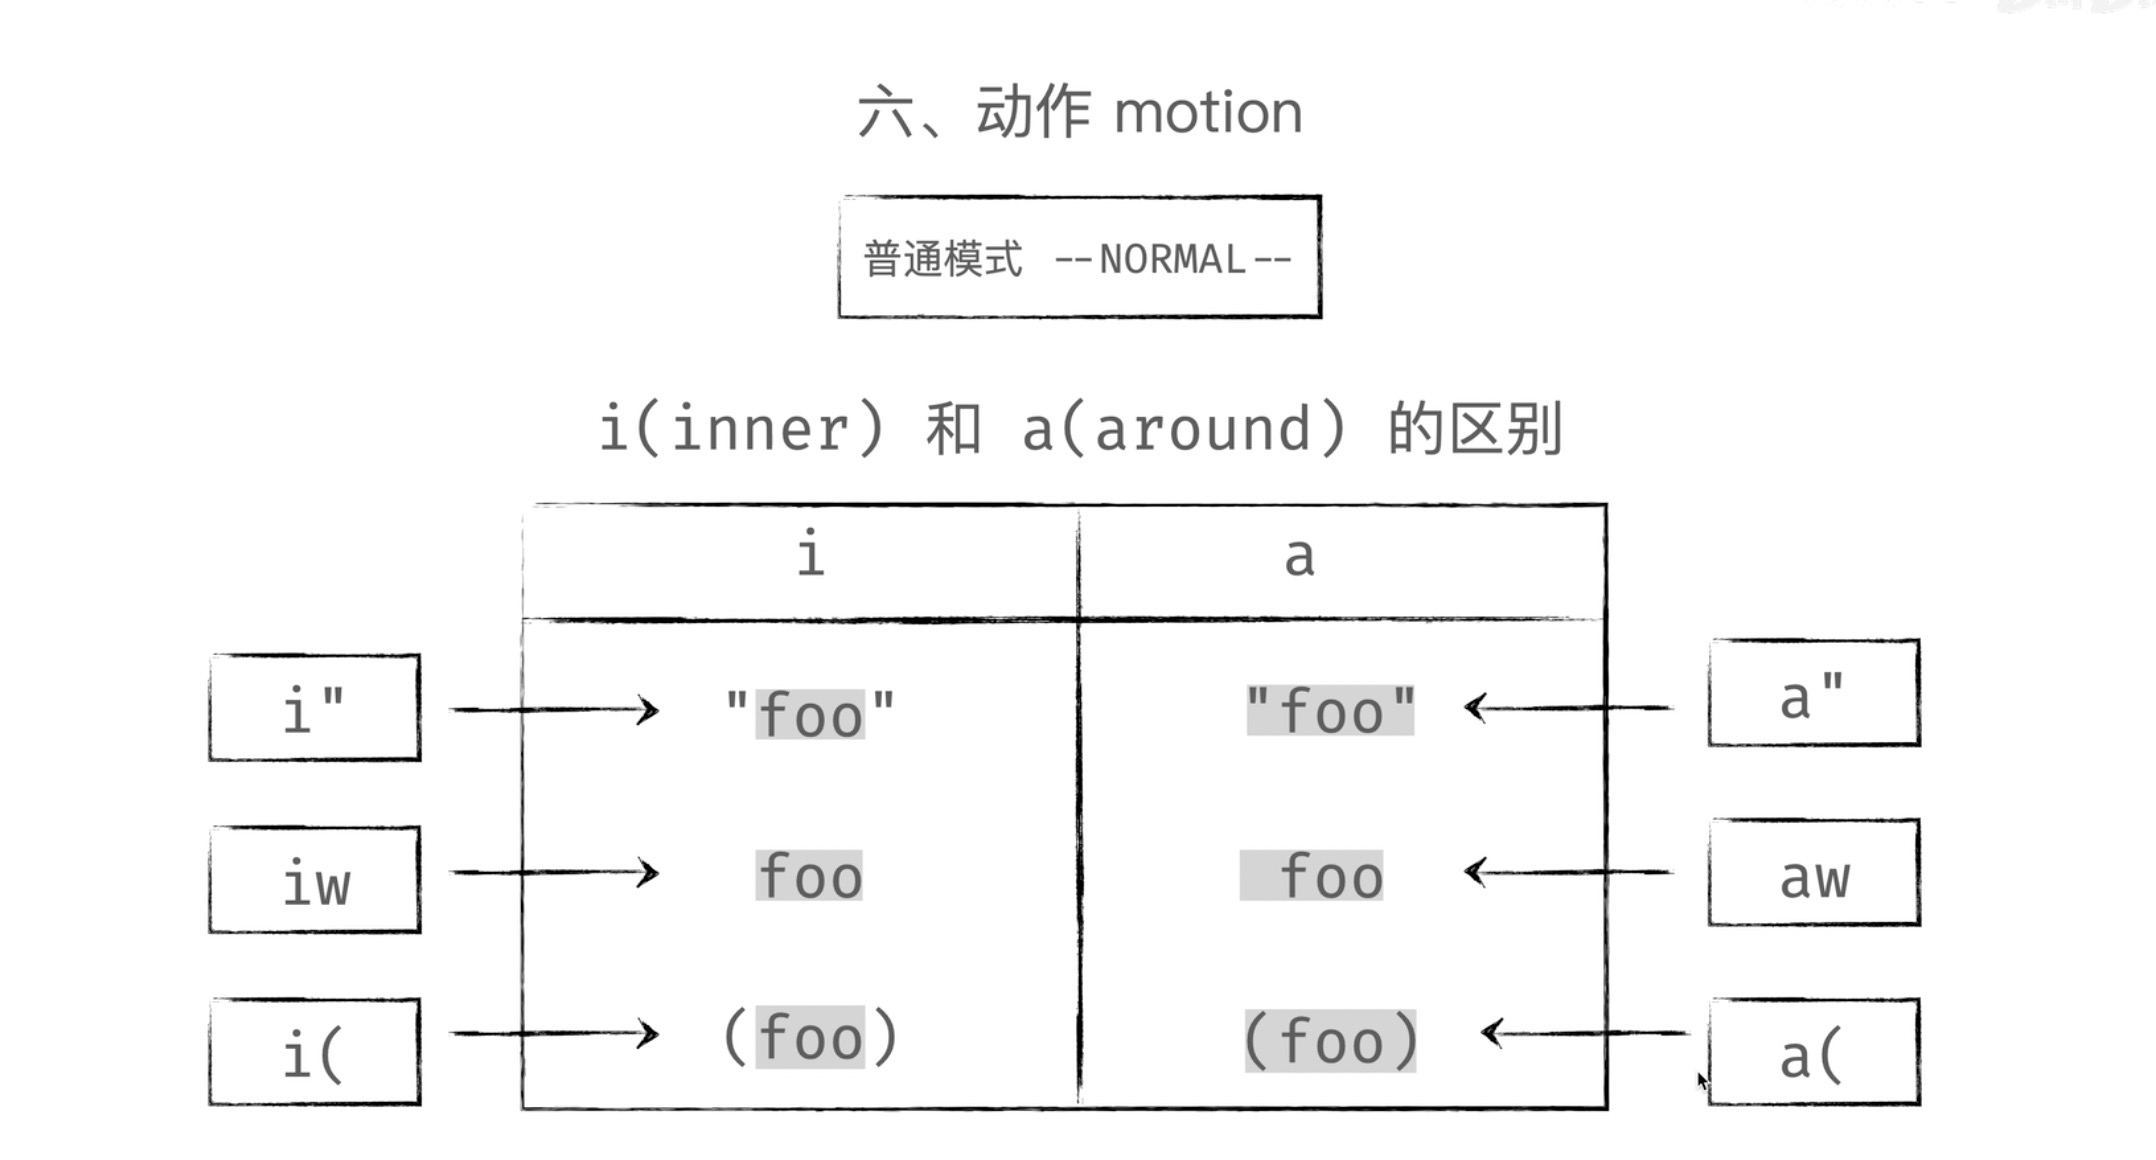 六、动作 motion
普通模式 --NORMAL--
i(inner) 和 a(around) 的区别
i a
i" "foo" "foo" a"
iw foo foo aw
i( (foo) (foo) a(